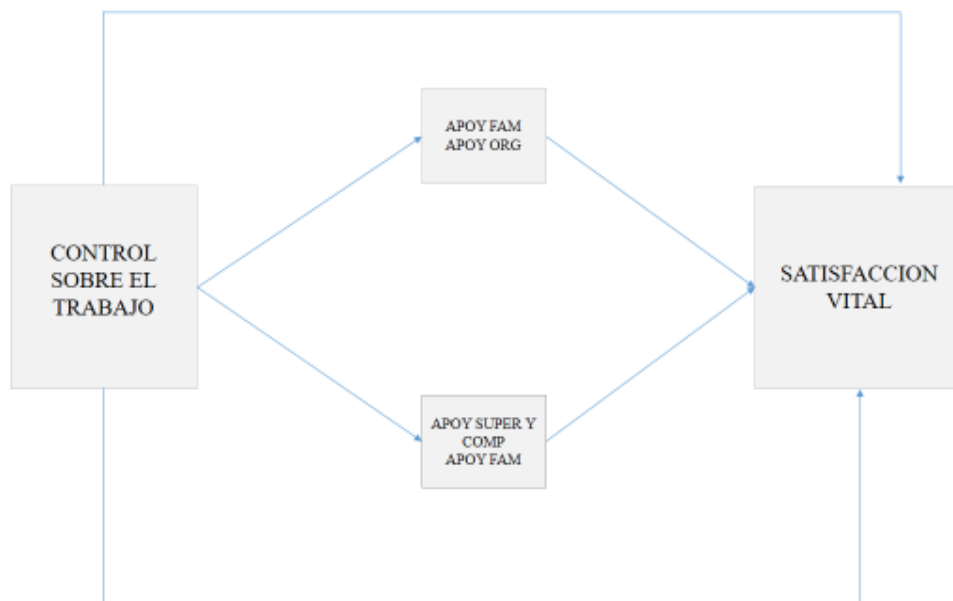 APOY FAM
APOY ORG
CONTROL
SOBRE EL
TRABAJO
SATISFACCION
VITAL
APOY SUPER Y
COMP
APOY FAM